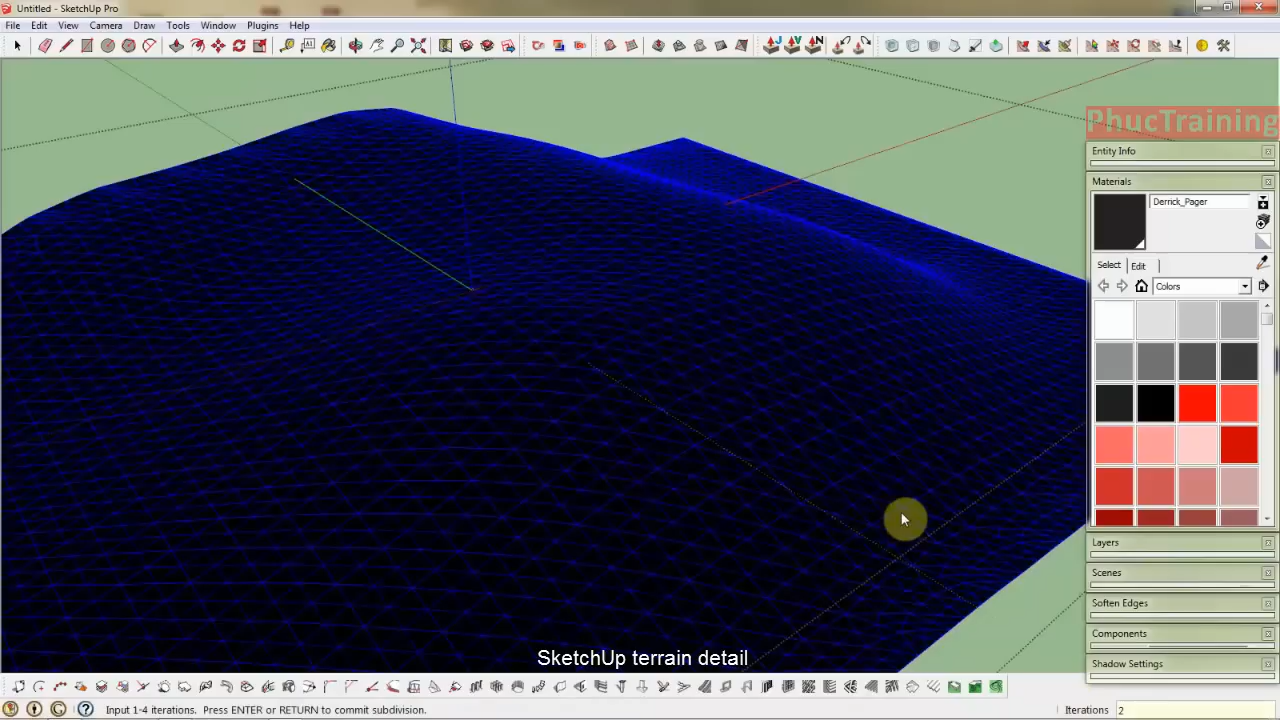 Untitled - SketchUp Pro
File Edit View Camera Draw Tools Window Plugins Help
J V N
PhucTraining
Entity Info
Materials
Derrick_Pager
Select Edit
Colors
Layers
Scenes
Soften Edges
Components
Shadow Settings
SketchUp terrain detail
Input 1-4 iterations. Press ENTER or RETURN to commit subdivision.
Iterations 2